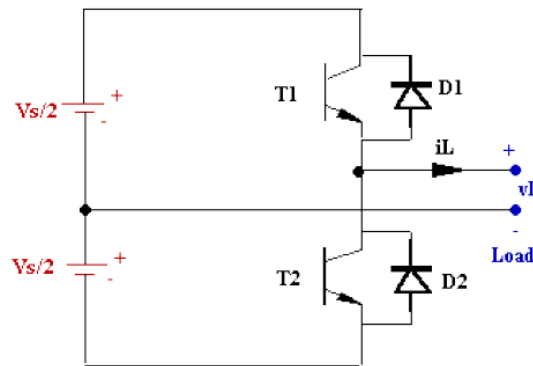 Vs/2
+
-
T1
D1
iL
+
vL
-
Load
Vs/2
+
-
T2
D2